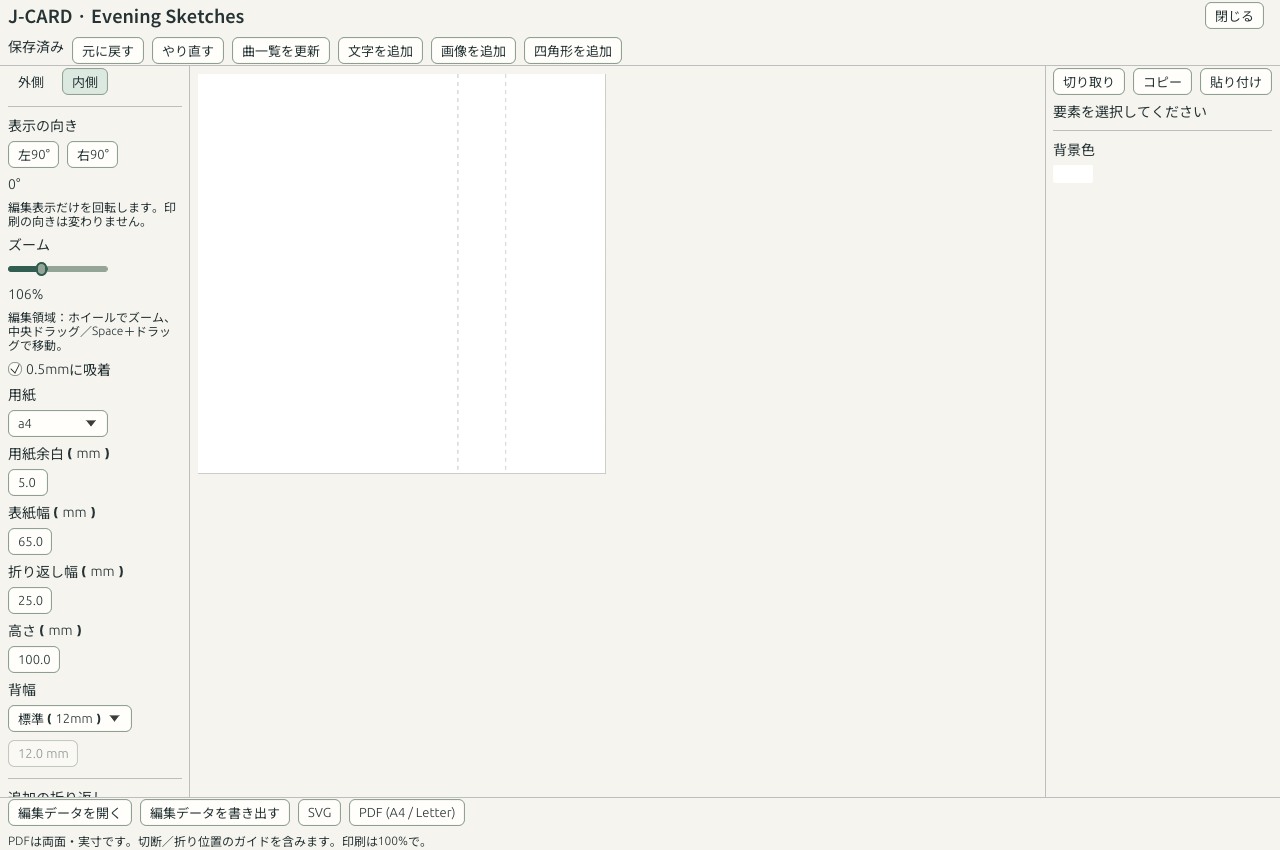 J-CARD · Evening Sketches
閉じる
保存済み 元に戻す やり直す 曲一覧を更新 文字を追加 画像を追加 四角形を追加
外側 内側
表示の向き
左90° 右90°
0°
編集表示だけを回転します。印
刷の向きは変わりません。
ズーム
106%
編集領域：ホイールでズーム、
中央ドラッグ／Space＋ドラッ
グで移動。
0.5mmに吸着
用紙
a4
用紙余白（mm）
5.0
表紙幅（mm）
65.0
折り返し幅（mm）
25.0
高さ（mm）
100.0
背幅
標準（12mm）
12.0 mm
追加の折り返し
切り取り コピー 貼り付け
要素を選択してください
背景色
編集データを開く 編集データを書き出す SVG PDF (A4 / Letter)
PDFは両面・実寸です。切断／折り位置のガイドを含みます。印刷は100%で。